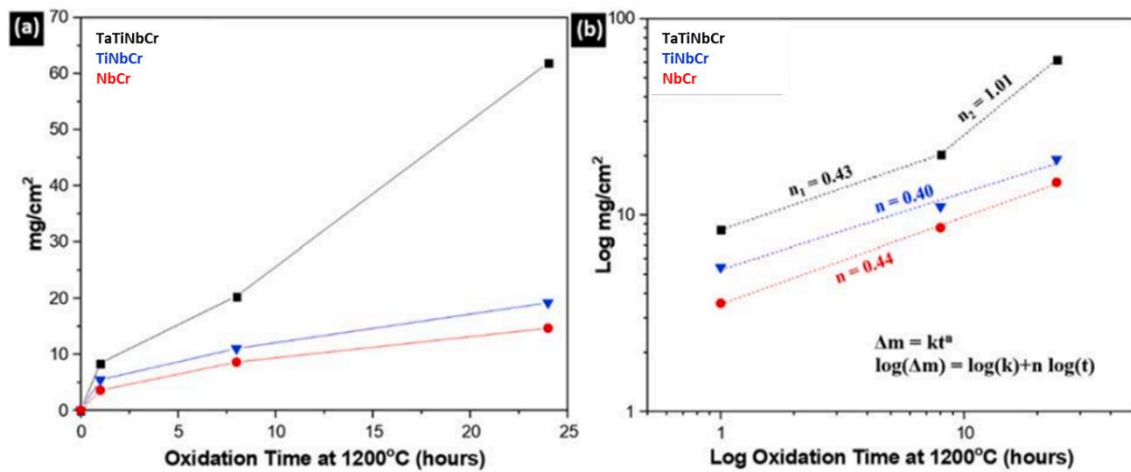 (a)
TaTiNbCr
TiNbCr
NbCr
70
60
50
40
30
20
10
0
mg/cm²
0 5 10 15 20 25
Oxidation Time at 1200°C (hours)
(b)
TaTiNbCr
TiNbCr
NbCr
100
10
1
Log mg/cm²
n₁ = 0.43
n₂ = 1.01
n = 0.40
n = 0.44
Δm = ktⁿ
log(Δm) = log(k)+n log(t)
1 10
Log Oxidation Time at 1200°C (hours)